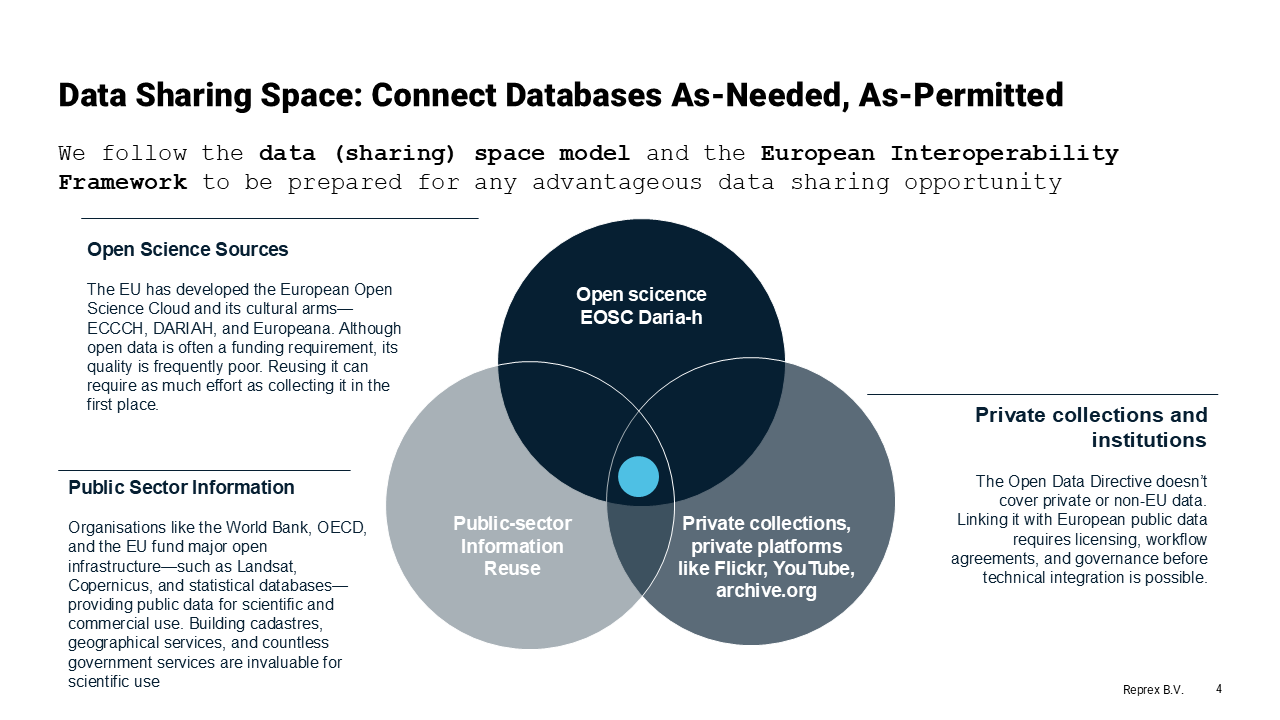 Data Sharing Space: Connect Databases As-Needed, As-Permitted
We follow the data (sharing) space model and the European Interoperability
Framework to be prepared for any advantageous data sharing opportunity
Open Science Sources
The EU has developed the European Open
Science Cloud and its cultural arms—
ECCCH, DARIAH, and Europeana. Although
open data is often a funding requirement, its
quality is frequently poor. Reusing it can
require as much effort as collecting it in the
first place.
Public Sector Information
Organisations like the World Bank, OECD,
and the EU fund major open
infrastructure—such as Landsat,
Copernicus, and statistical databases—
providing public data for scientific and
commercial use. Building cadastres,
geographical services, and countless
government services are invaluable for
scientific use
Open scicence
EOSC Daria-h
Public-sector
Information
Reuse
Private collections,
private platforms
like Flickr, YouTube,
archive.org
Private collections and
institutions
The Open Data Directive doesn’t
cover private or non-EU data.
Linking it with European public data
requires licensing, workflow
agreements, and governance before
technical integration is possible.
Reprex B.V.
4